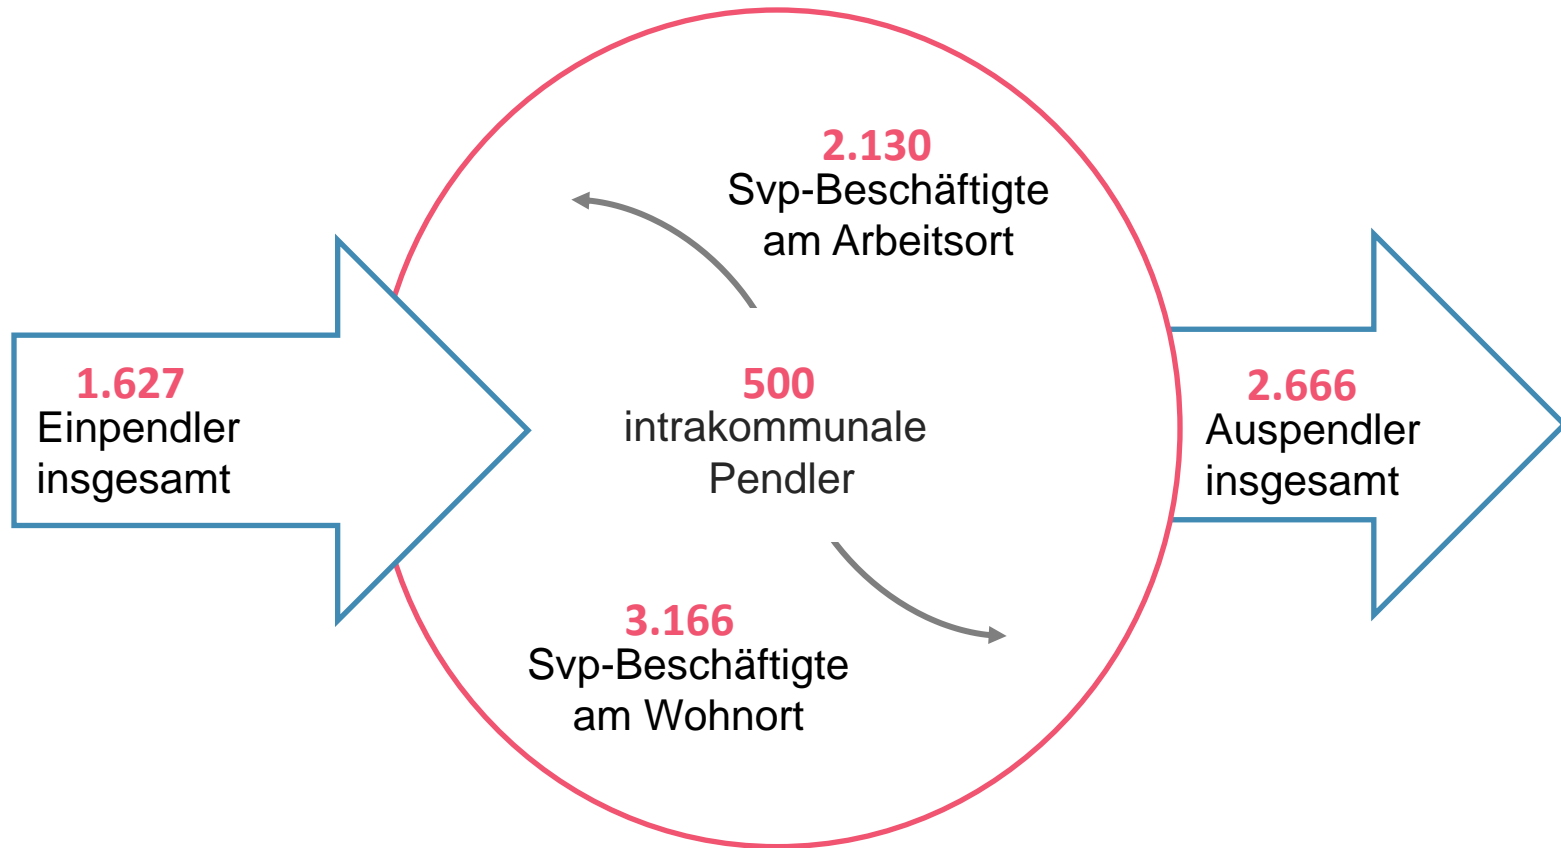 2.130
Svp-Beschäftigte
am Arbeitsort
1.627
Einpendler
insgesamt
500
intrakommunale
Pendler
2.666
Auspendler
insgesamt
3.166
Svp-Beschäftigte
am Wohnort